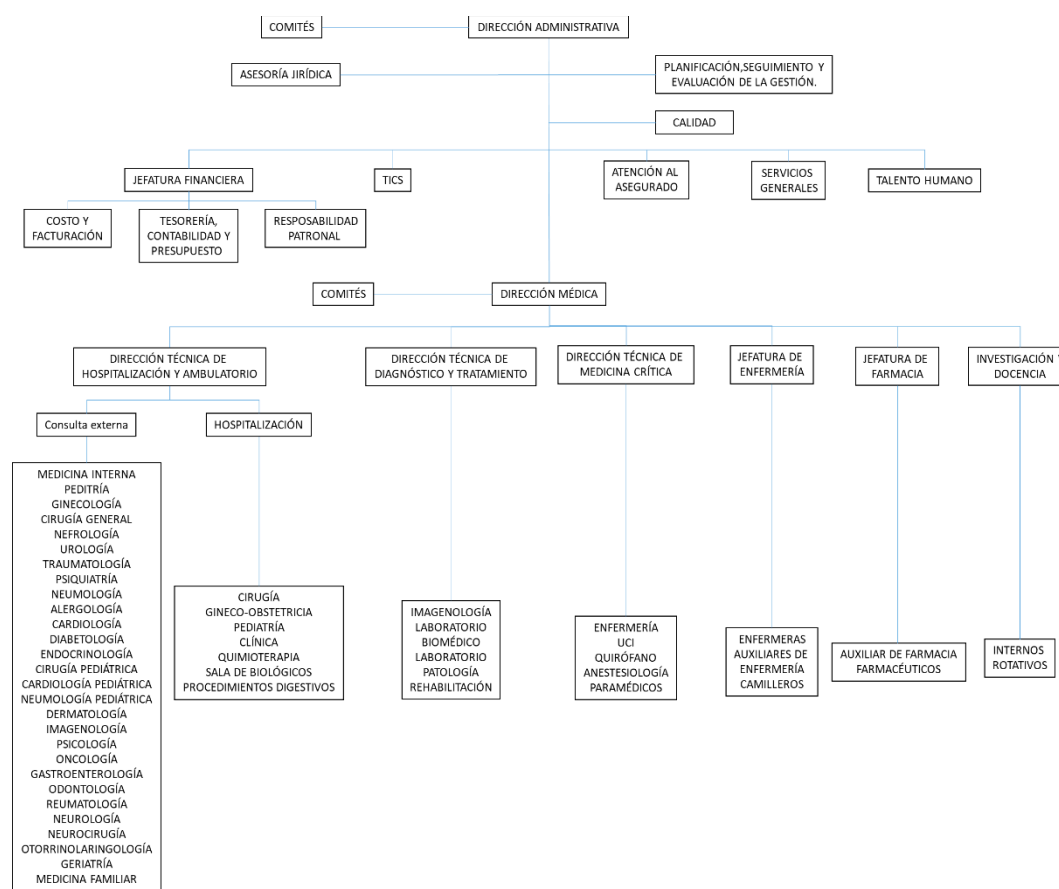 COMITÉS
DIRECCIÓN ADMINISTRATIVA
ASESORÍA JIRÍDICA
PLANIFICACIÓN,SEGUIMIENTO Y
EVALUACIÓN DE LA GESTIÓN.
CALIDAD
JEFATURA FINANCIERA
TICS
ATENCIÓN AL
ASEGURADO
SERVICIOS
GENERALES
TALENTO HUMANO
COSTO Y
FACTURACIÓN
TESORERÍA,
CONTABILIDAD Y
PRESUPUESTO
RESPOSABILIDAD
PATRONAL
COMITÉS
DIRECCIÓN MÉDICA
DIRECCIÓN TÉCNICA DE
HOSPITALIZACIÓN Y AMBULATORIO
DIRECCIÓN TÉCNICA DE
DIAGNÓSTICO Y TRATAMIENTO
DIRECCIÓN TÉCNICA DE
MEDICINA CRÍTICA
JEFATURA DE
ENFERMERÍA
JEFATURA DE
FARMACIA
INVESTIGACIÓN Y
DOCENCIA
Consulta externa
HOSPITALIZACIÓN
MEDICINA INTERNA
PEDITRÍA
GINECOLOGÍA
CIRUGÍA GENERAL
NEFROLOGÍA
UROLOGÍA
TRAUMATOLOGÍA
PSIQUIATRÍA
NEUMOLOGÍA
ALERGOLOGÍA
CARDIOLOGÍA
DIABETOLOGÍA
ENDOCRINOLOGÍA
CIRUGÍA PEDIÁTRICA
CARDIOLOGÍA PEDIÁTRICA
NEUMOLOGÍA PEDIÁTRICA
DERMATOLOGÍA
IMAGENOLOGÍA
PSICOLOGÍA
ONCOLOGÍA
GASTROENTEROLOGÍA
ODONTOLOGÍA
REUMATOLOGÍA
NEUROLOGÍA
NEUROCIRUGÍA
OTORRINOLARINGOLOGÍA
GERIATRÍA
MEDICINA FAMILIAR
CIRUGÍA
GINECO-OBSTETRICIA
PEDIATRÍA
CLÍNICA
QUIMIOTERAPIA
SALA DE BIOLÓGICOS
PROCEDIMIENTOS DIGESTIVOS
IMAGENOLOGÍA
LABORATORIO
BIOMÉDICO
LABORATORIO
PATOLOGÍA
REHABILITACIÓN
ENFERMERÍA
UCI
QUIRÓFANO
ANESTESIOLOGÍA
PARAMÉDICOS
ENFERMERAS
AUXILIARES DE
ENFERMERÍA
CAMILLEROS
AUXILIAR DE FARMACIA
FARMACÉUTICOS
INTERNOS
ROTATIVOS